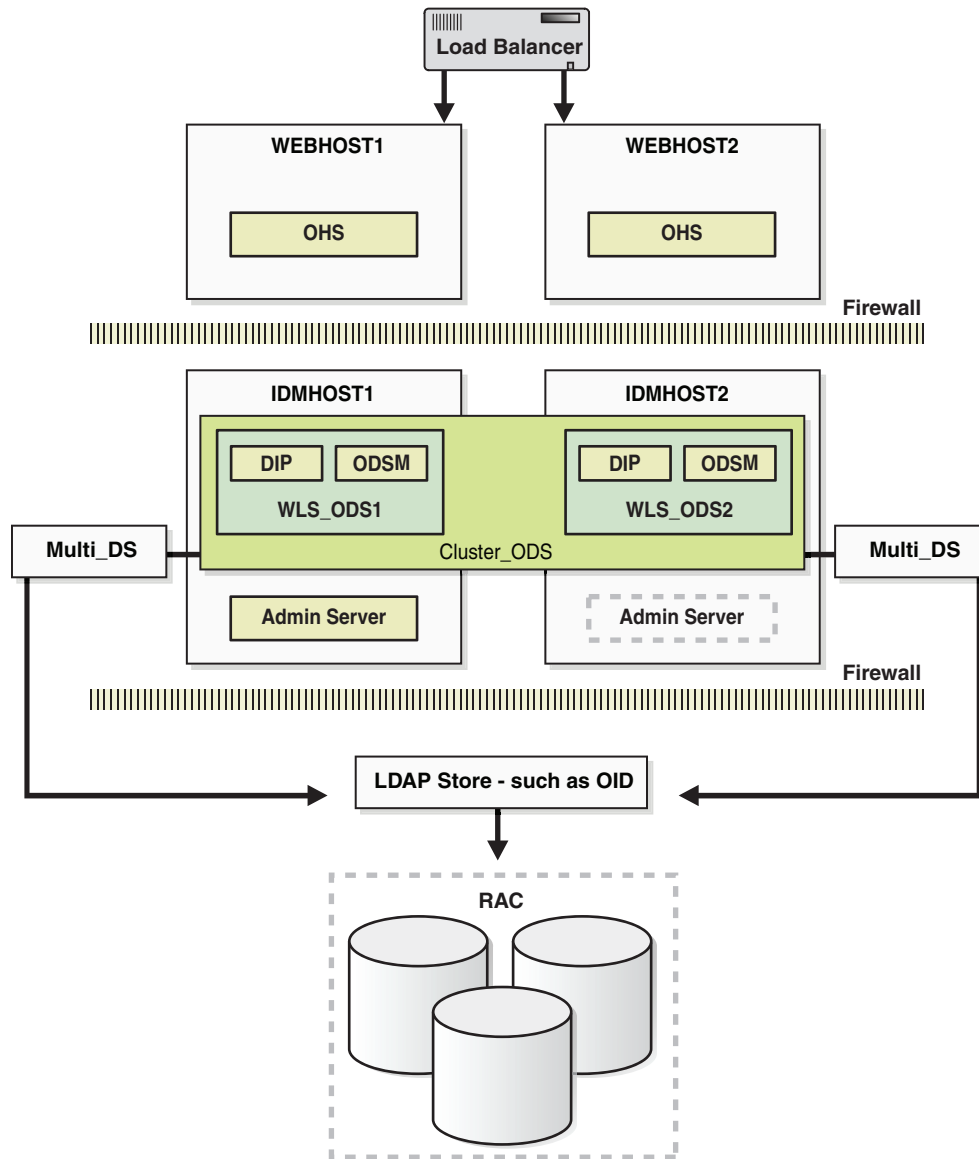 Load Balancer
WEBHOST1
WEBHOST2
OHS
OHS
Firewall
IDMHOST1
IDMHOST2
DIP
ODSM
DIP
ODSM
WLS_ODS1
WLS_ODS2
Multi_DS
Cluster_ODS
Multi_DS
Admin Server
Admin Server
Firewall
LDAP Store - such as OID
RAC